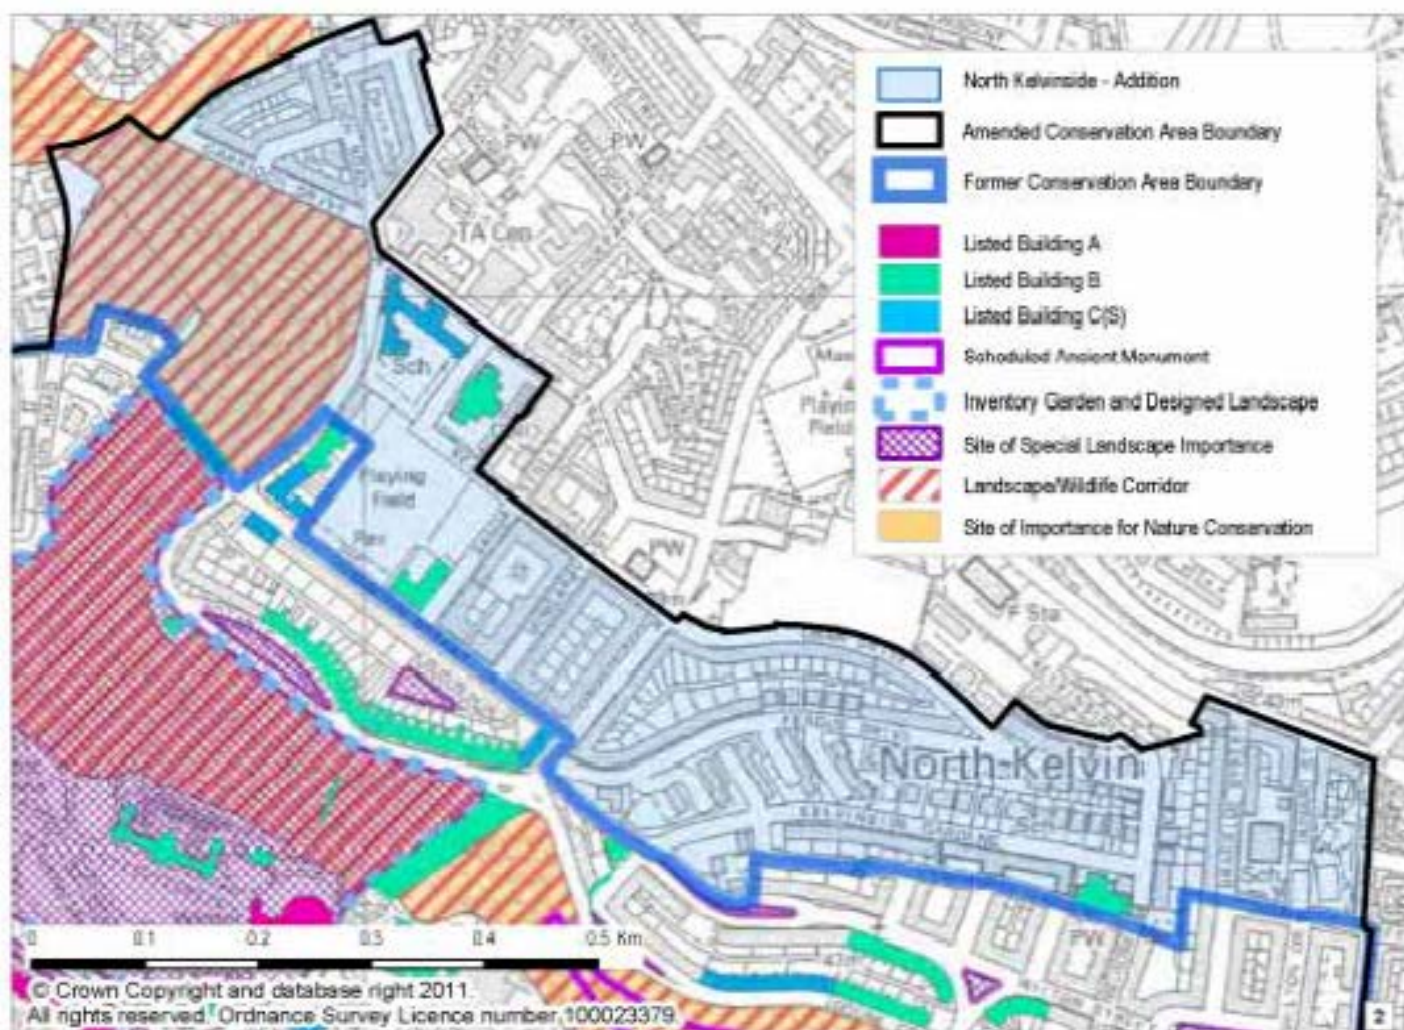 North Kelvinside - Addition
Amended Conservation Area Boundary
Former Conservation Area Boundary
Listed Building A
Listed Building B
Listed Building C(S)
Scheduled Ancient Monument
Inventory Garden and Designed Landscape
Site of Special Landscape Importance
Landscape/Wildlife Corridor
Site of Importance for Nature Conservation
PW
PW
TA Cen
Sch
Playing
Field
Playing
Field
PW
F Sta
North Kelvin
PW
0 0.1 0.2 0.3 0.4 0.5 Km
© Crown Copyright and database right 2011.
All rights reserved. Ordnance Survey Licence number 100023379.
2